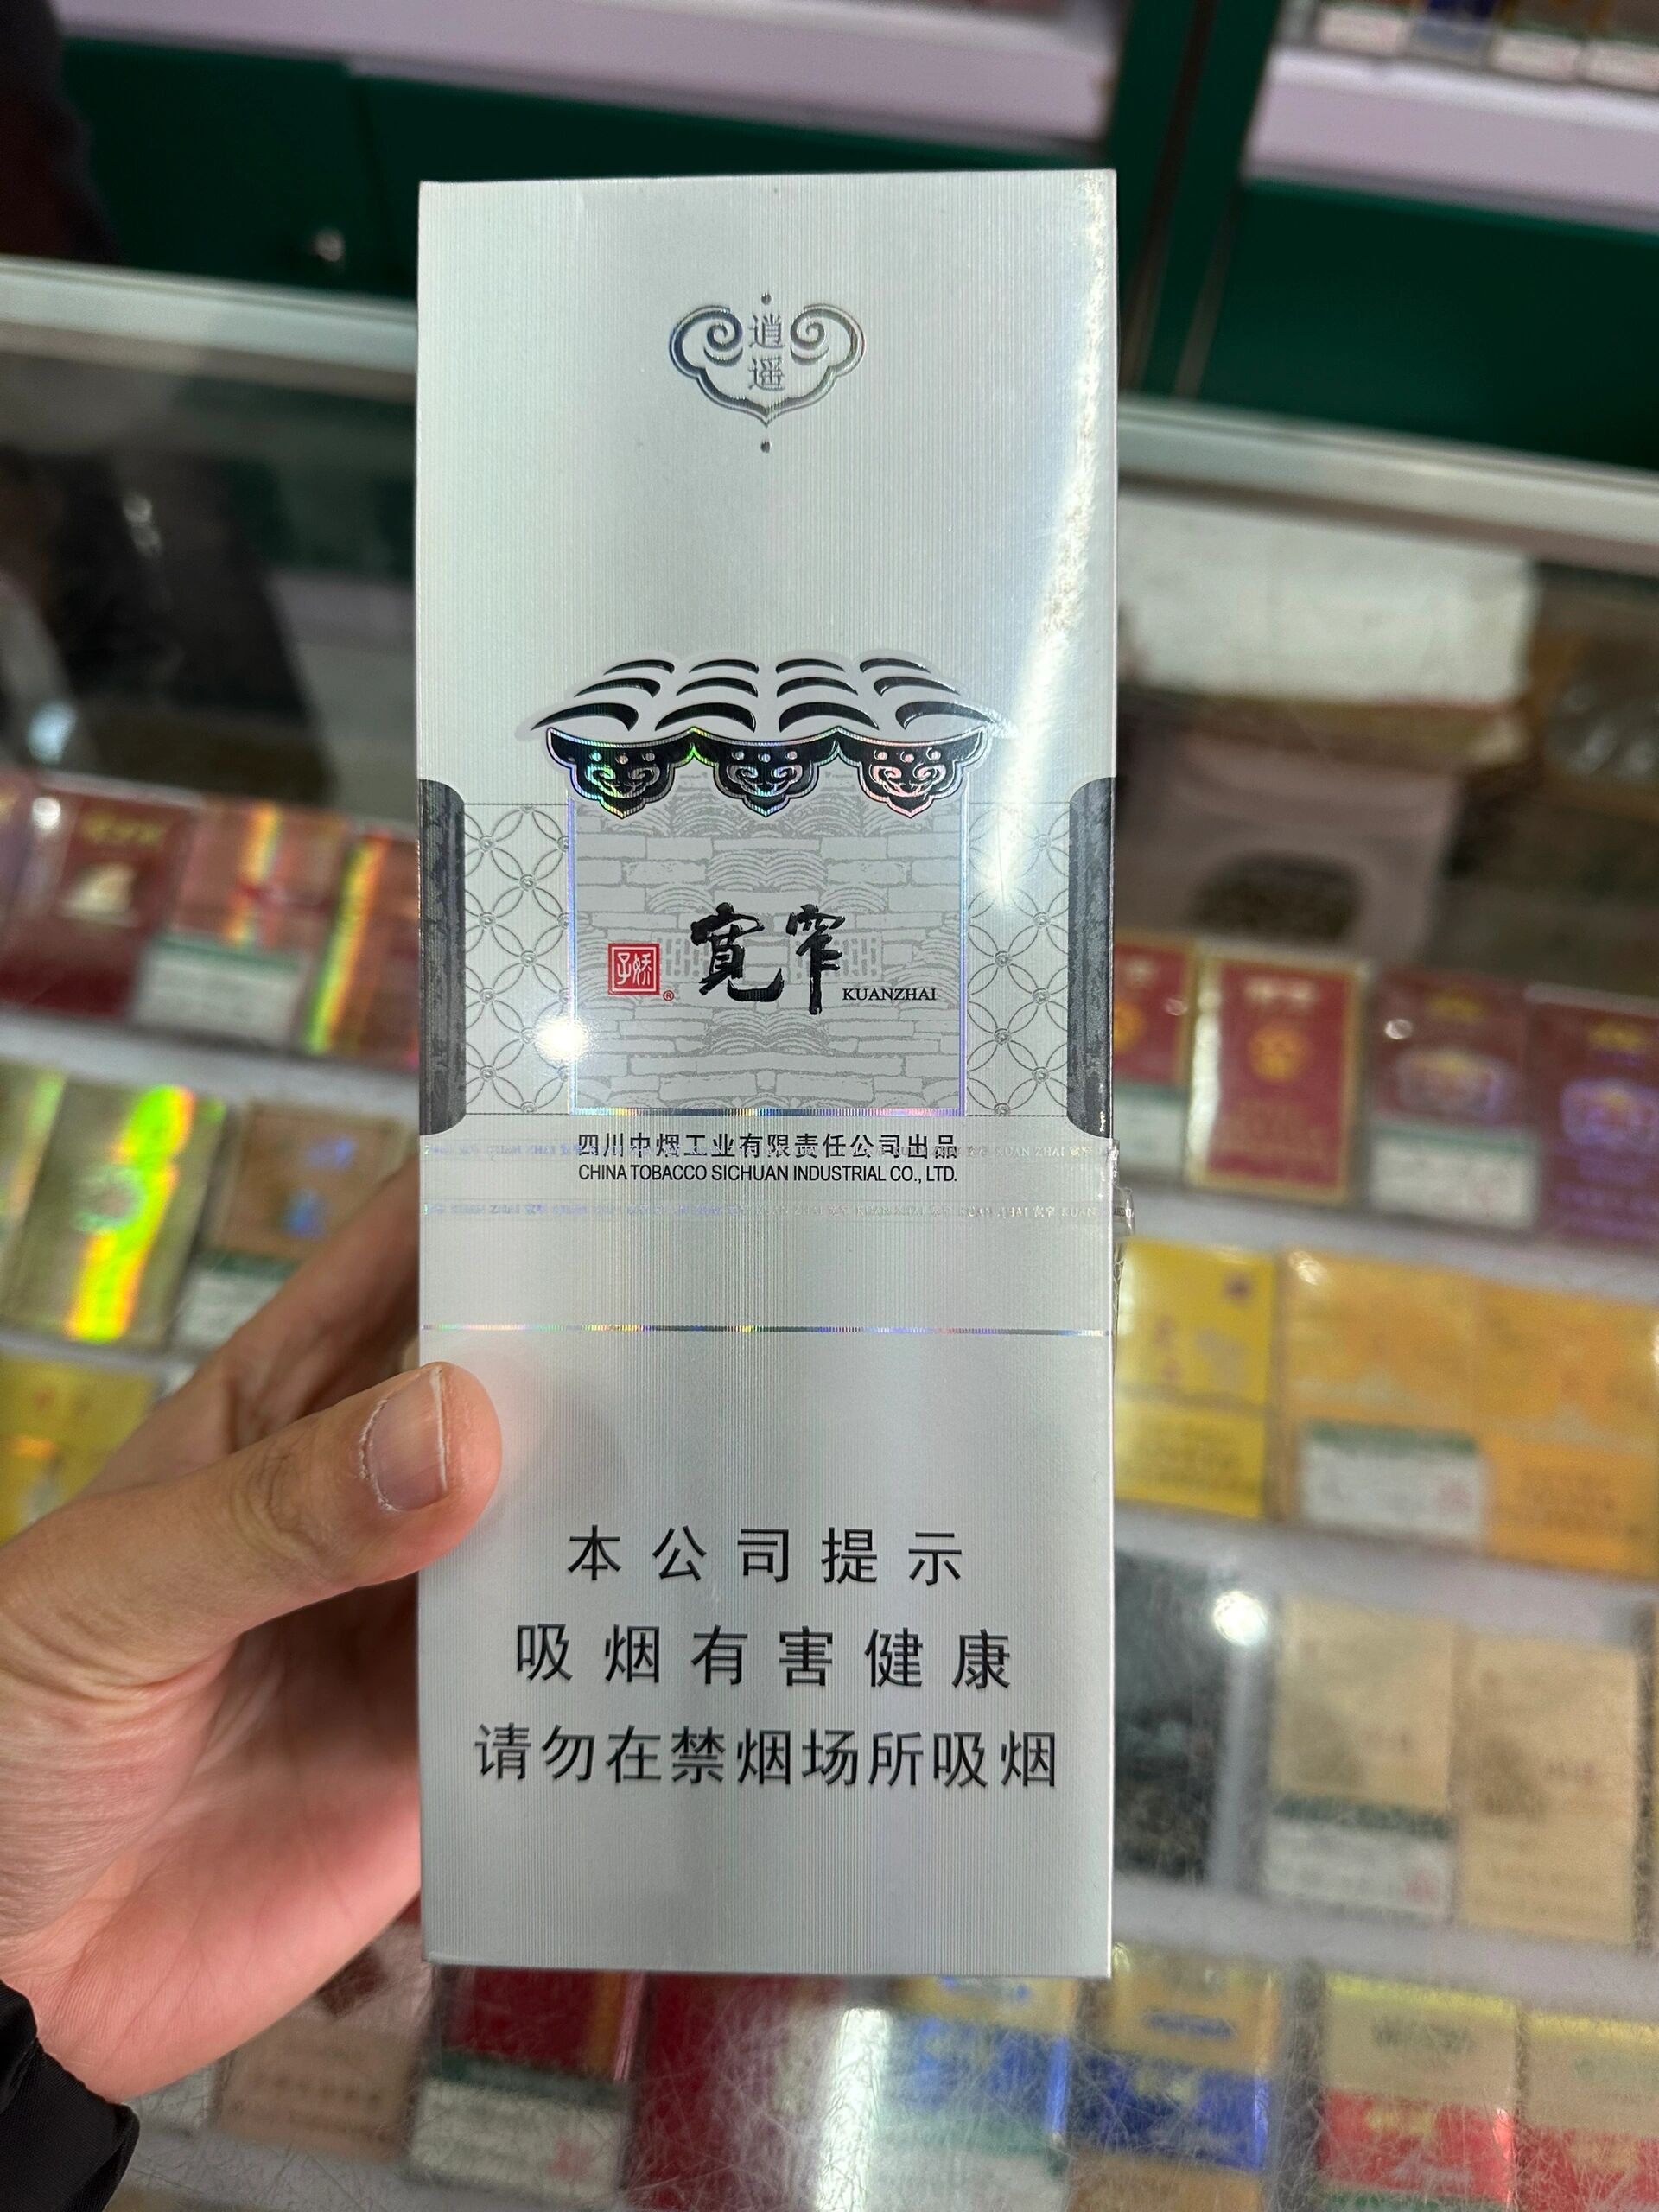 逍
遥
娇子®
宽窄 KUANZHAI
四川中烟工业有限责任公司出品
CHINA TOBACCO SICHUAN INDUSTRIAL CO., LTD.
本公司提示
吸烟有害健康
请勿在禁烟场所吸烟